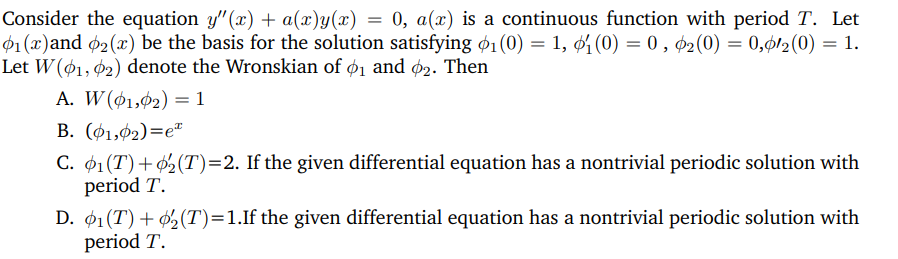 Consider the equation y″(x) + a(x)y(x) = 0, a(x) is a continuous function with period T. Let
ϕ₁(x)and ϕ₂(x) be the basis for the solution satisfying ϕ₁(0) = 1, ϕ₁′(0) = 0 , ϕ₂(0) = 0,ϕ′₂(0) = 1.
Let W(ϕ₁, ϕ₂) denote the Wronskian of ϕ₁ and ϕ₂. Then
A. W(ϕ₁,ϕ₂) = 1
B. (ϕ₁,ϕ₂)=eˣ
C. ϕ₁(T)+ϕ₂′(T)=2. If the given differential equation has a nontrivial periodic solution with
period T.
D. ϕ₁(T) + ϕ₂′(T)=1.If the given differential equation has a nontrivial periodic solution with
period T.